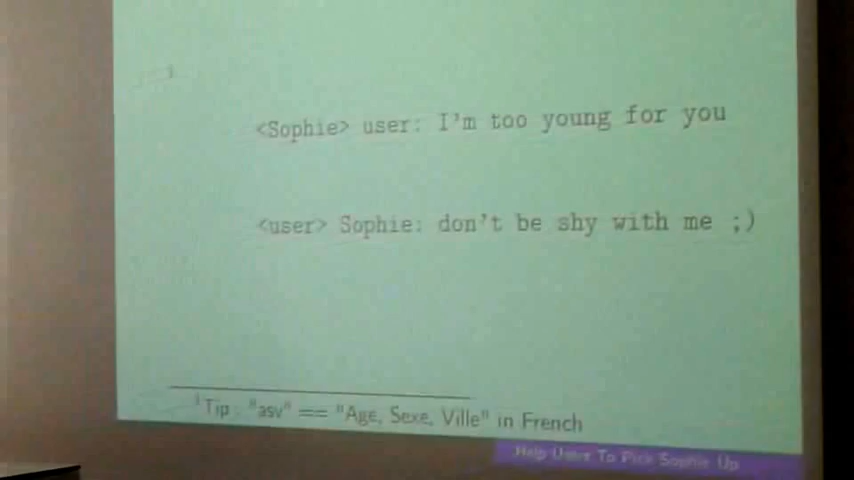 <Sophie> user: I'm too young for you
<user> Sophie: don't be shy with me ;)
1 Tip : "asv" == "Age, Sexe, Ville" in French
Help User To Pick Sophie Up